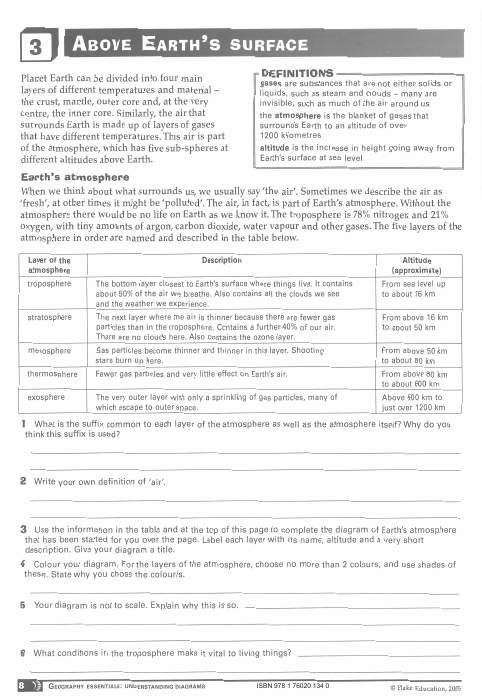 3 ABOVE EARTH'S SURFACE
Planet Earth can be divided into four main
layers of different temperatures and material –
the crust, mantle, outer core and, at the very
centre, the inner core. Similarly, the air that
surrounds Earth is made up of layers of gases
that have different temperatures. This air is part
of the atmosphere, which has five sub-spheres at
different altitudes above Earth.
DEFINITIONS
gases are substances that are not either solids or
liquids, such as steam and clouds – many are
invisible, such as much of the air around us
the atmosphere is the blanket of gases that
surrounds Earth to an altitude of over
1200 kilometres
altitude is the increase in height going away from
Earth's surface at sea level
Earth's atmosphere
When we think about what surrounds us, we usually say 'the air'. Sometimes we describe the air as
'fresh', at other times it might be 'polluted'. The air, in fact, is part of Earth's atmosphere. Without the
atmosphere there would be no life on Earth as we know it. The troposphere is 78% nitrogen and 21%
oxygen, with tiny amounts of argon, carbon dioxide, water vapour and other gases. The five layers of the
atmosphere in order are named and described in the table below.
Layer of the
atmosphere
Description
Altitude
(approximate)
troposphere
The bottom layer closest to Earth's surface where things live. It contains
about 50% of the air we breathe. Also contains all the clouds we see
and the weather we experience.
From sea level up
to about 16 km
stratosphere
The next layer where the air is thinner because there are fewer gas
particles than in the troposphere. Contains a further 40% of our air.
There are no clouds here. Also contains the ozone layer.
From above 16 km
to about 50 km
mesosphere
Gas particles become thinner and thinner in this layer. Shooting
stars burn up here.
From above 50 km
to about 80 km
thermosphere
Fewer gas particles and very little effect on Earth's air.
From above 80 km
to about 600 km
exosphere
The very outer layer with only a sprinkling of gas particles, many of
which escape to outer space.
Above 600 km to
just over 1200 km
1 What is the suffix common to each layer of the atmosphere as well as the atmosphere itself? Why do you
think this suffix is used?
2 Write your own definition of 'air'.
3 Use the information in the table and at the top of this page to complete the diagram of Earth's atmosphere
that has been started for you over the page. Label each layer with its name, altitude and a very short
description. Give your diagram a title.
4 Colour your diagram. For the layers of the atmosphere, choose no more than 2 colours, and use shades of
these. State why you chose the colour/s.
5 Your diagram is not to scale. Explain why this is so.
6 What conditions in the troposphere make it vital to living things?
8 GEOGRAPHY ESSENTIALS: UNDERSTANDING DIAGRAMS ISBN 978 1 76020 134 0 © Blake Education, 2005